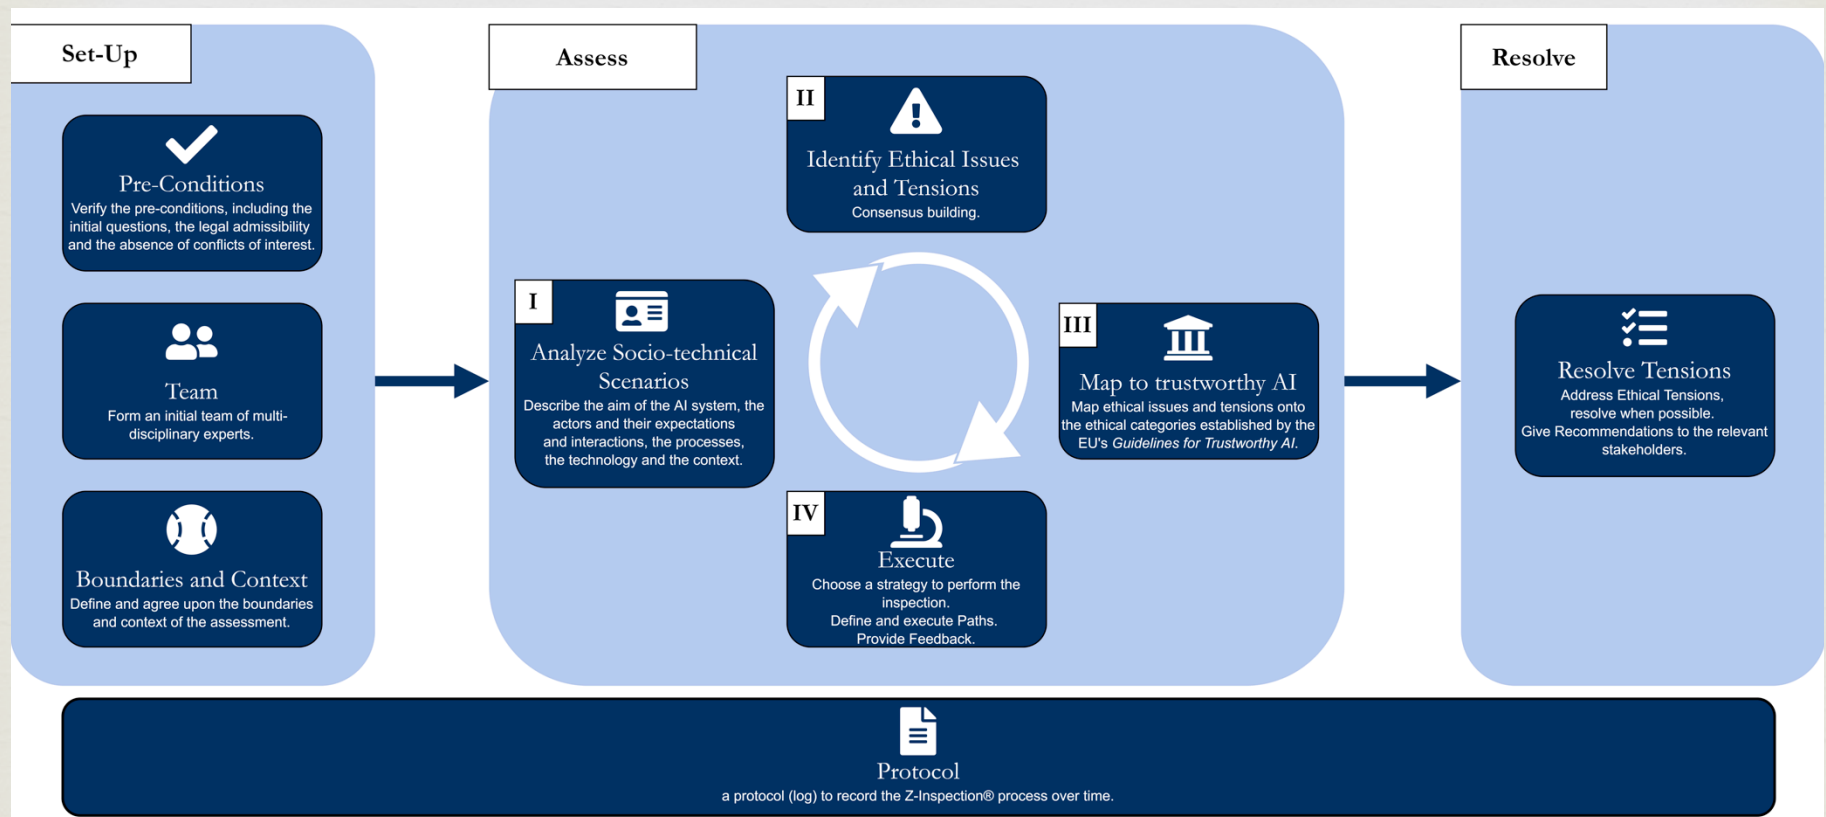 Set-Up
Pre-Conditions
Verify the pre-conditions, including the
initial questions, the legal admissibility
and the absence of conflicts of interest.
Team
Form an initial team of multi-
disciplinary experts.
Boundaries and Context
Define and agree upon the boundaries
and context of the assessment.
Assess
I
Analyze Socio-technical
Scenarios
Describe the aim of the AI system, the
actors and their expectations
and interactions, the processes,
the technology and the context.
II
Identify Ethical Issues
and Tensions
Consensus building.
III
Map to trustworthy AI
Map ethical issues and tensions onto
the ethical categories established by the
EU's Guidelines for Trustworthy AI.
IV
Execute
Choose a strategy to perform the
inspection.
Define and execute Paths.
Provide Feedback.
Resolve
Resolve Tensions
Address Ethical Tensions,
resolve when possible.
Give Recommendations to the relevant
stakeholders.
Protocol
a protocol (log) to record the Z-Inspection® process over time.